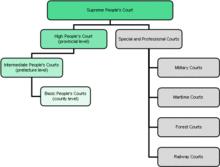 Supreme People's Court
High People's Court
(provincial level)
Special and Professional Courts
Intermediate People's Courts
(prefecture level)
Basic People's Courts
(county level)
Military Courts
Maritime Courts
Forest Courts
Railway Courts